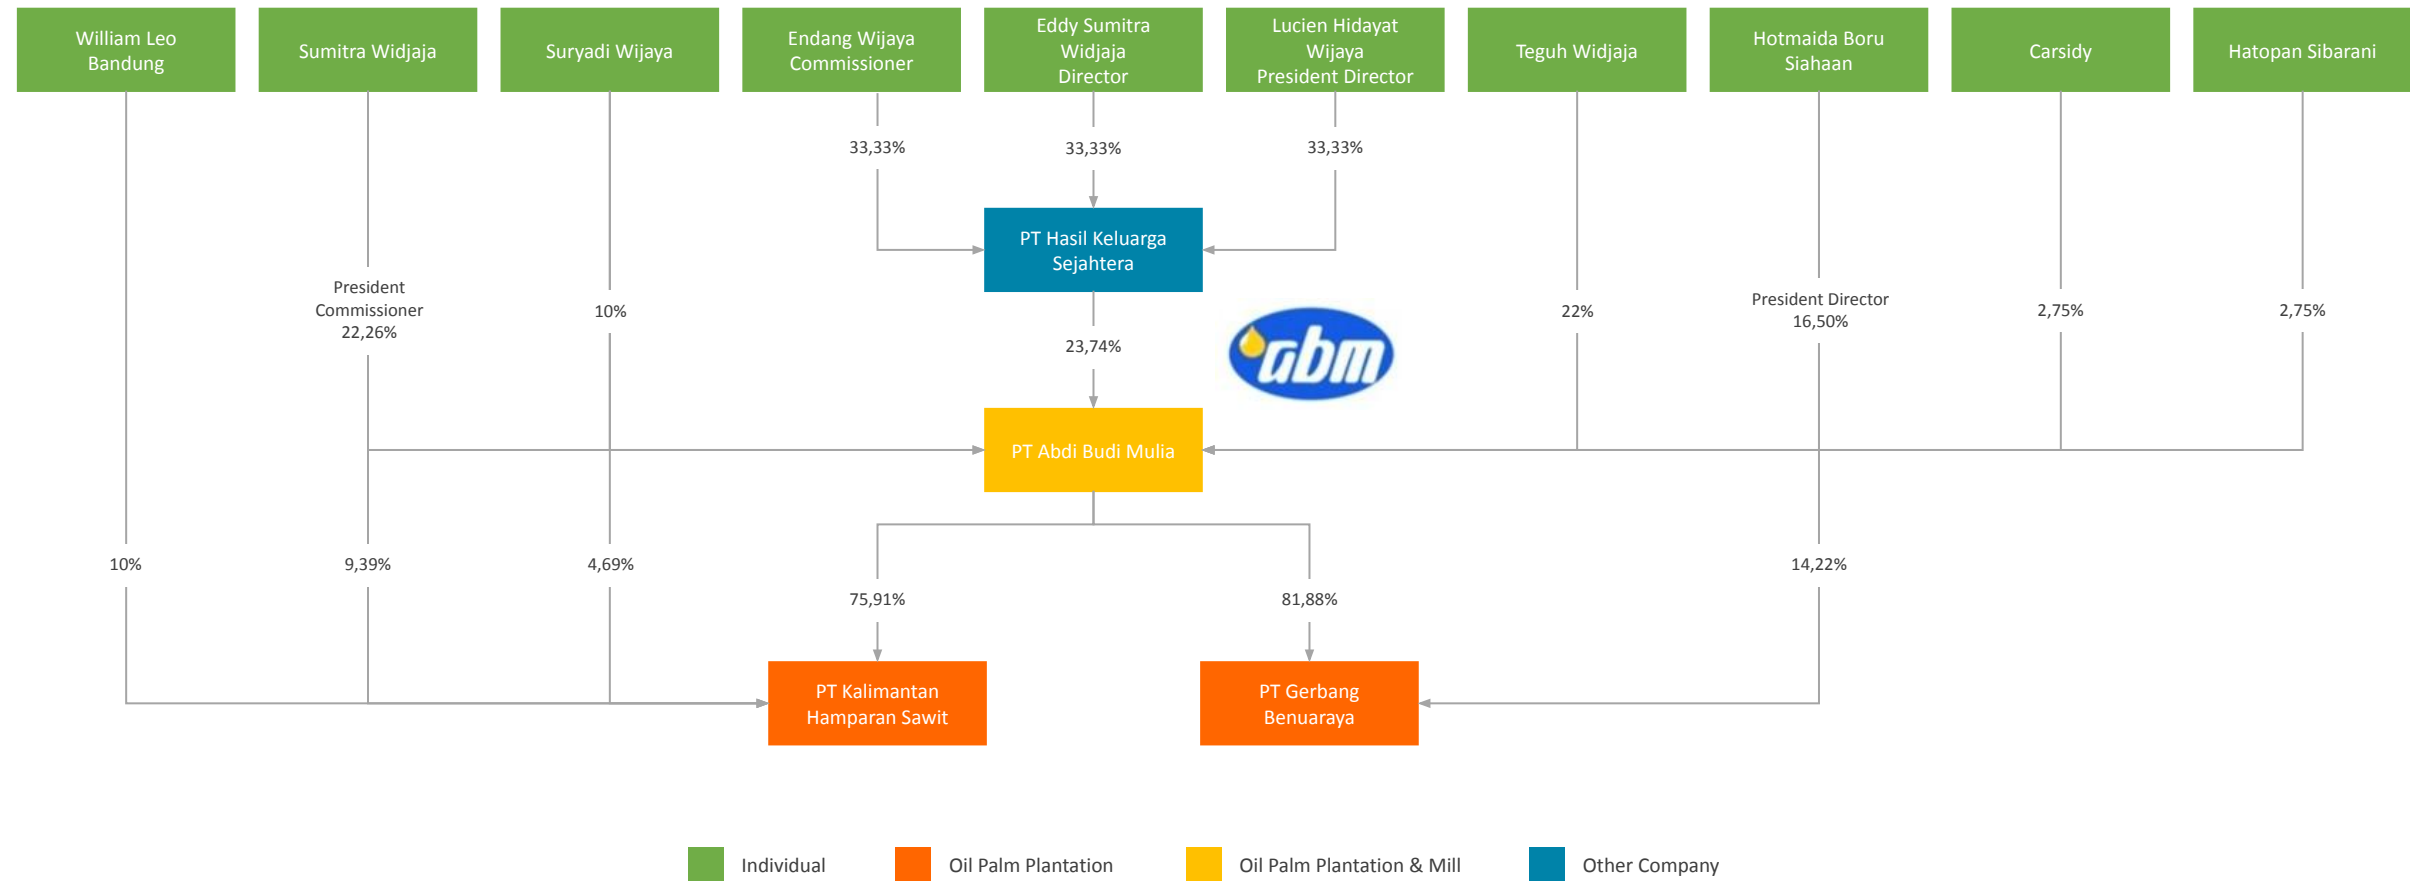 William Leo
Bandung
Sumitra Widjaja
Suryadi Wijaya
Endang Wijaya
Commissioner
Eddy Sumitra
Widjaja
Director
Lucien Hidayat
Wijaya
President Director
Teguh Widjaja
Hotmaida Boru
Siahaan
Carsidy
Hatopan Sibarani
33,33%
33,33%
33,33%
PT Hasil Keluarga
Sejahtera
President
Commissioner
22,26%
10%
23,74%
abm
22%
President Director
16,50%
2,75%
2,75%
PT Abdi Budi Mulia
10%
9,39%
4,69%
75,91%
81,88%
14,22%
PT Kalimantan
Hamparan Sawit
PT Gerbang
Benuaraya
Individual
Oil Palm Plantation
Oil Palm Plantation & Mill
Other Company